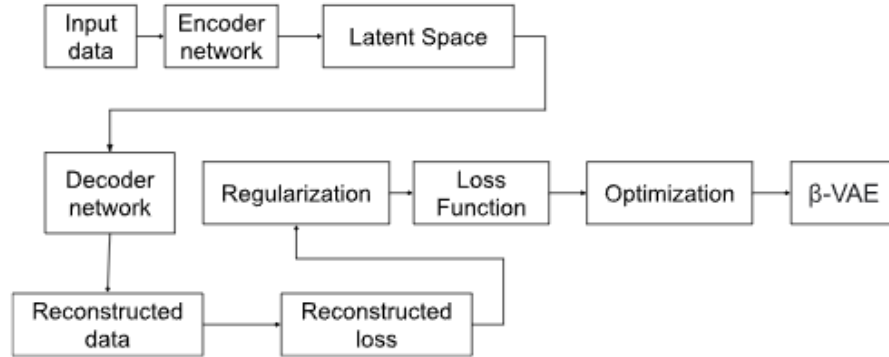 Input
data
Encoder
network
Latent Space
Decoder
network
Regularization
Loss
Function
Optimization
β-VAE
Reconstructed
data
Reconstructed
loss